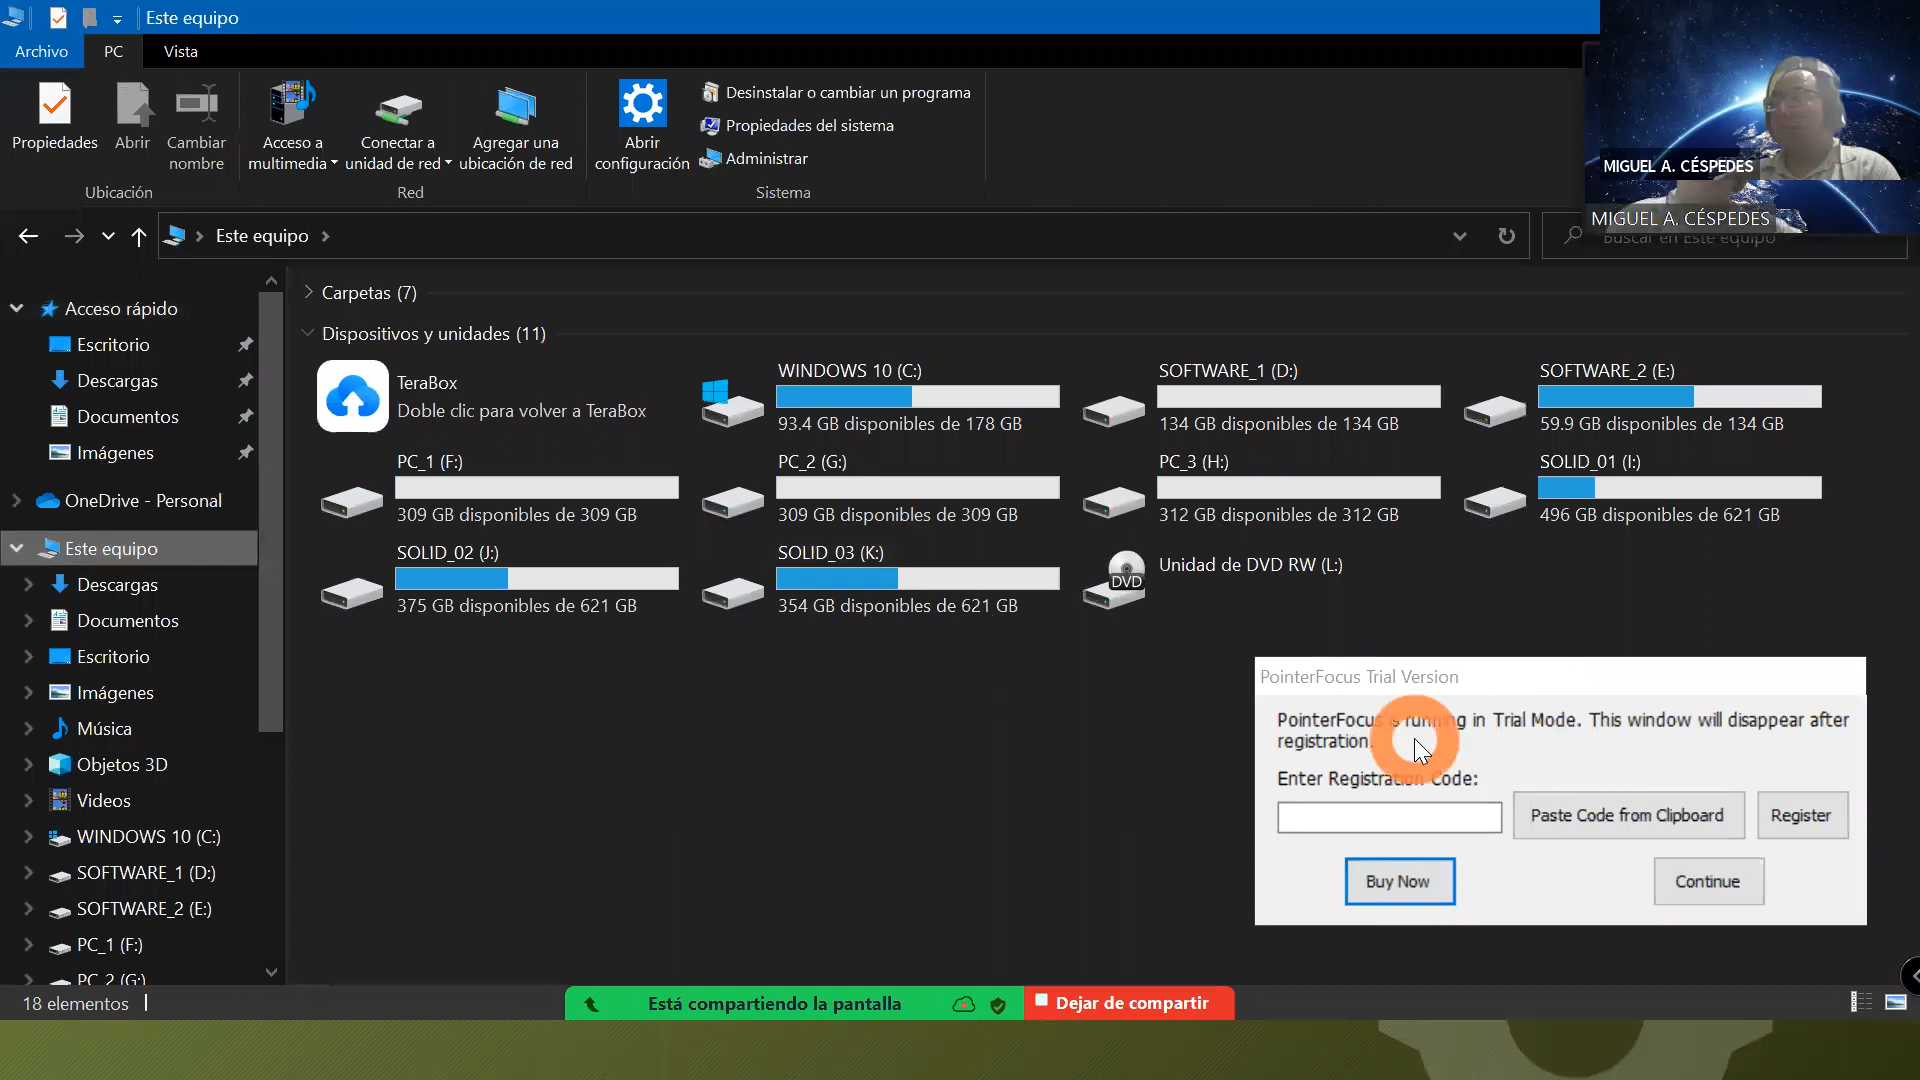 Este equipo
Archivo
PC
Vista
Propiedades
Abrir
Cambiar
nombre
Ubicación
Acceso a
multimedia
Conectar a
unidad de red
Agregar una
ubicación de red
Red
Abrir
configuración
Desinstalar o cambiar un programa
Propiedades del sistema
Administrar
Sistema
MIGUEL A. CÉSPEDES
MIGUEL A. CÉSPEDES
Este equipo
Buscar en Este equipo
Acceso rápido
Escritorio
Descargas
Documentos
Imágenes
OneDrive - Personal
Este equipo
Descargas
Documentos
Escritorio
Imágenes
Música
Objetos 3D
Videos
WINDOWS 10 (C:)
SOFTWARE_1 (D:)
SOFTWARE_2 (E:)
PC_1 (F:)
PC_2 (G:)
Carpetas (7)
Dispositivos y unidades (11)
TeraBox
Doble clic para volver a TeraBox
WINDOWS 10 (C:)
93.4 GB disponibles de 178 GB
SOFTWARE_1 (D:)
134 GB disponibles de 134 GB
SOFTWARE_2 (E:)
59.9 GB disponibles de 134 GB
PC_1 (F:)
309 GB disponibles de 309 GB
PC_2 (G:)
309 GB disponibles de 309 GB
PC_3 (H:)
312 GB disponibles de 312 GB
SOLID_01 (I:)
496 GB disponibles de 621 GB
SOLID_02 (J:)
375 GB disponibles de 621 GB
SOLID_03 (K:)
354 GB disponibles de 621 GB
DVD
Unidad de DVD RW (L:)
PointerFocus Trial Version
PointerFocus is running in Trial Mode. This window will disappear after
registration.
Enter Registration Code:
Paste Code from Clipboard
Register
Buy Now
Continue
18 elementos
Está compartiendo la pantalla
Dejar de compartir